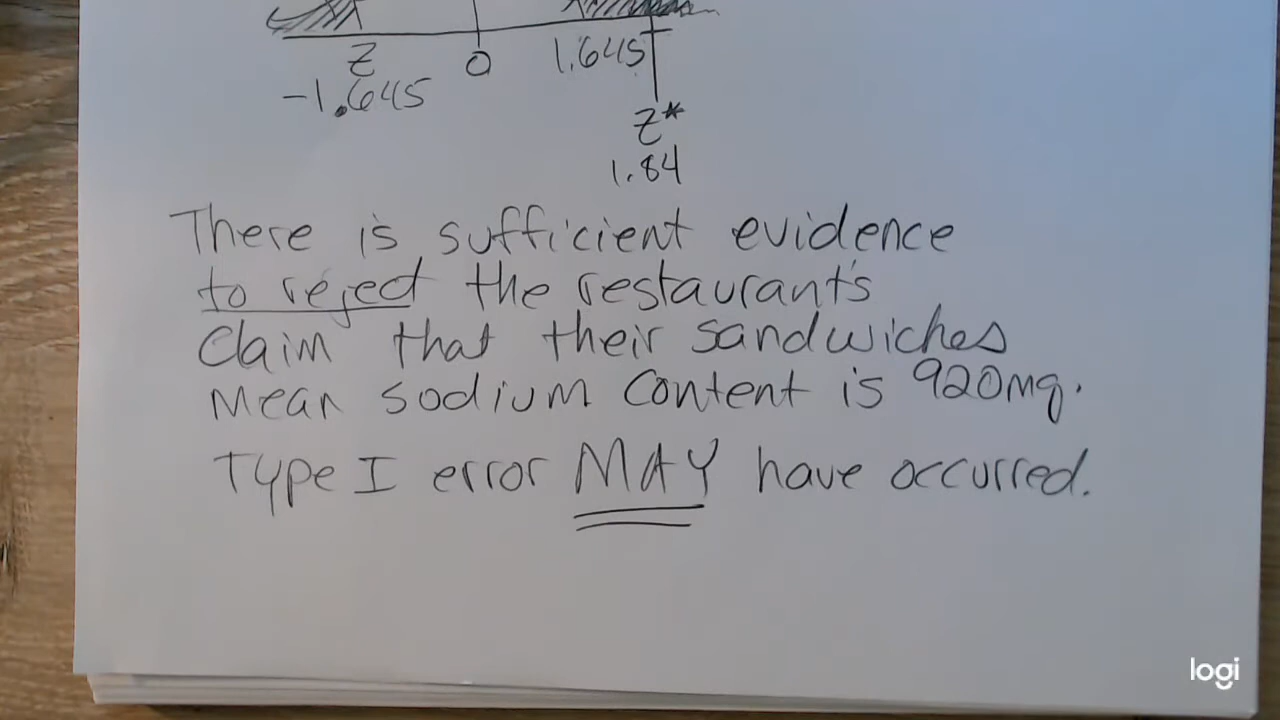 Z 0 1.645
-1.645
Z*
1.84
There is sufficient evidence
to reject the restaurant's
Claim that their sandwiches
Mean sodium Content is 920mg.
Type I error MAY have occurred.
logi